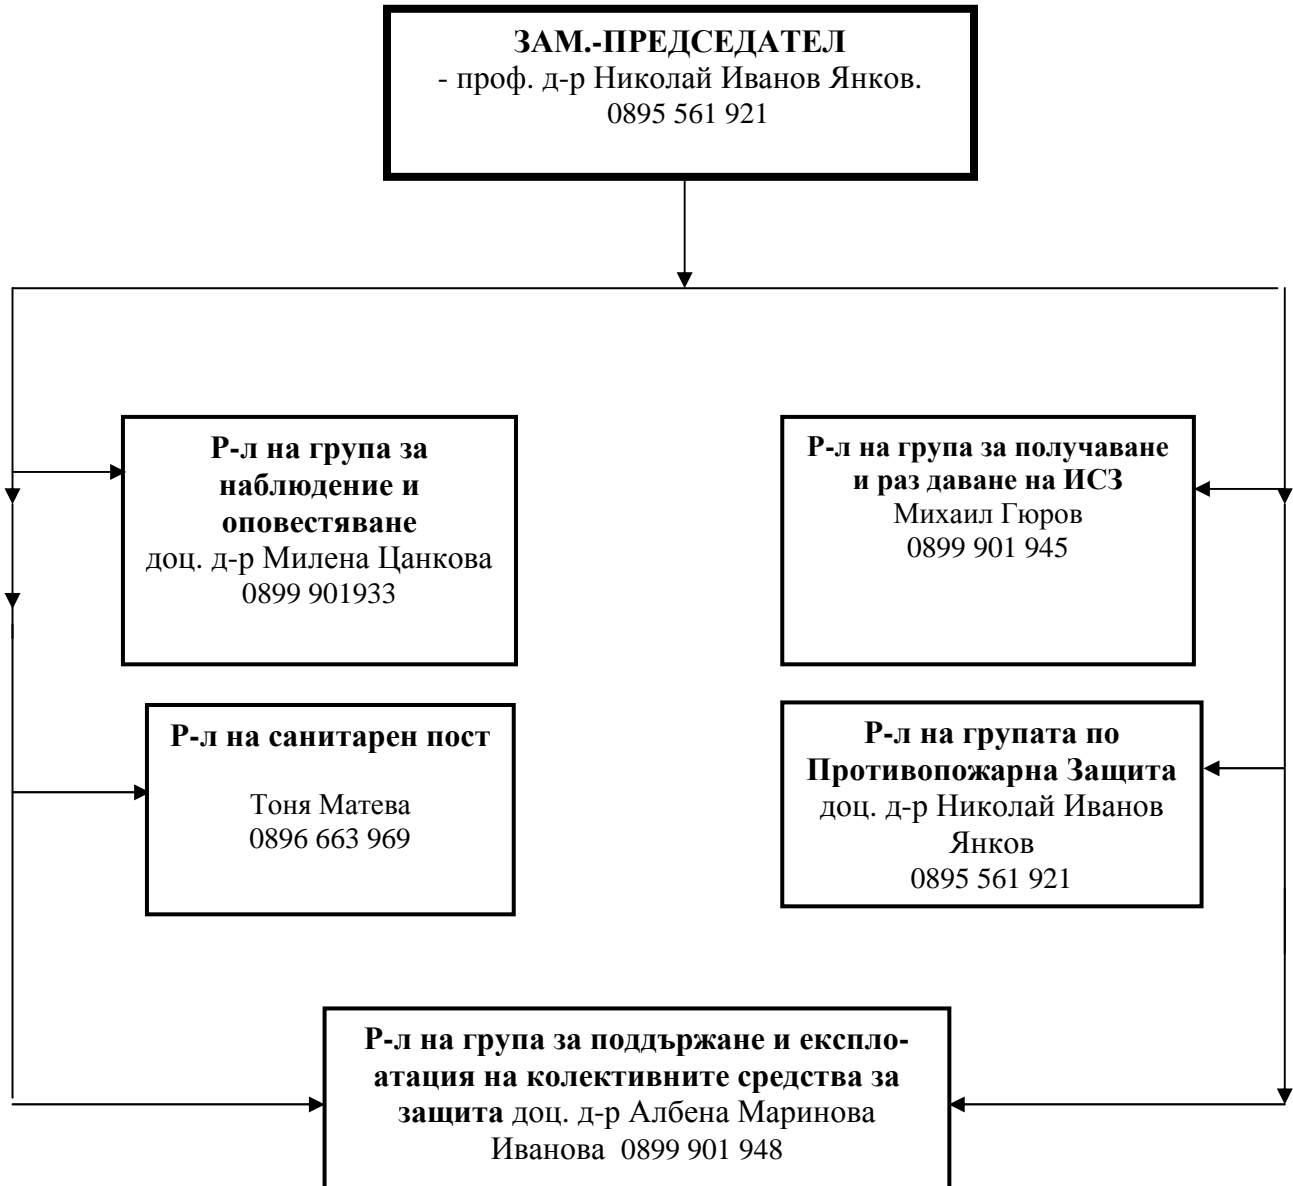 ЗАМ.-ПРЕДСЕДАТЕЛ
- проф. д-р Николай Иванов Янков.
0895 561 921
Р-л на група за
наблюдение и
оповестяване
доц. д-р Милена Цанкова
0899 901933
Р-л на група за получаване
и раз даване на ИСЗ
Михаил Гюров
0899 901 945
Р-л на санитарен пост
Тоня Матева
0896 663 969
Р-л на групата по
Противопожарна Защита
доц. д-р Николай Иванов
Янков
0895 561 921
Р-л на група за поддържане и експло-
атация на колективните средства за
защита доц. д-р Албена Маринова
Иванова 0899 901 948